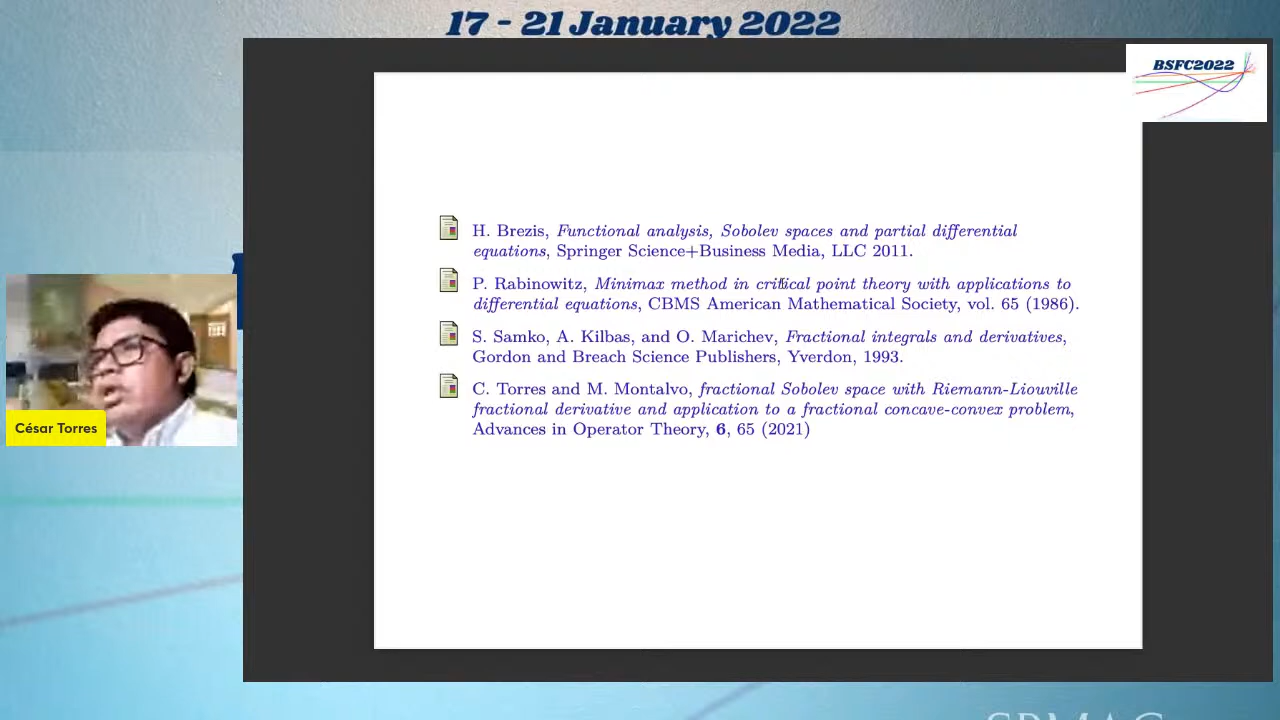 17 - 21 January 2022
BSFC2022
H. Brezis, Functional analysis, Sobolev spaces and partial differential
equations, Springer Science+Business Media, LLC 2011.
P. Rabinowitz, Minimax method in critical point theory with applications to
differential equations, CBMS American Mathematical Society, vol. 65 (1986).
S. Samko, A. Kilbas, and O. Marichev, Fractional integrals and derivatives,
Gordon and Breach Science Publishers, Yverdon, 1993.
C. Torres and M. Montalvo, fractional Sobolev space with Riemann-Liouville
fractional derivative and application to a fractional concave-convex problem,
Advances in Operator Theory, 6, 65 (2021)
César Torres